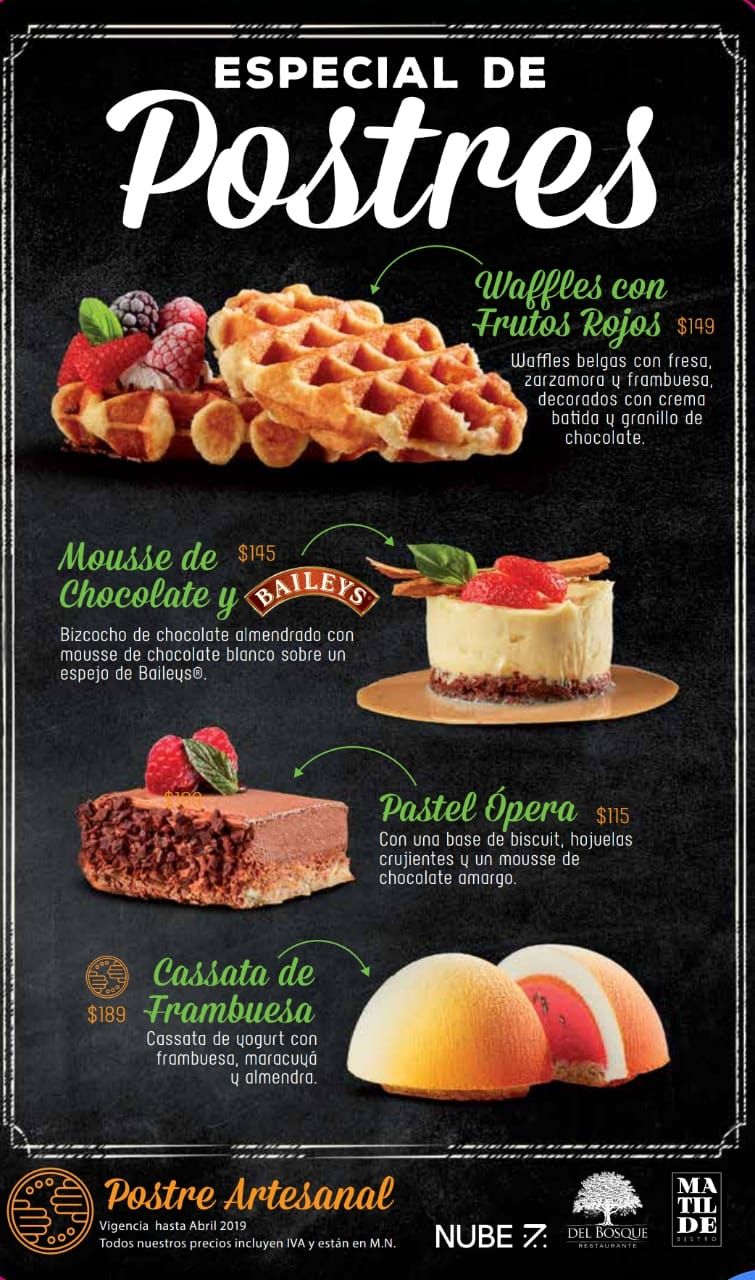 ESPECIAL DE
Postres
Waffles con
Frutos Rojos $149
Waffles belgas con fresa,
zarzamora y frambuesa,
decorados con crema
batida y granillo de
chocolate.
Mousse de $145
Chocolate y BAILEYS
Bizcocho de chocolate almendrado con
mousse de chocolate blanco sobre un
espejo de Baileys®.
Pastel Ópera $115
Con una base de biscuit, hojuelas
crujientes y un mousse de
chocolate amargo.
Cassata de
$189 Frambuesa
Cassata de yogurt con
frambuesa, maracuyá
y almendra.
Postre Artesanal
Vigencia hasta Abril 2019
Todos nuestros precios incluyen IVA y están en M.N.
NUBE 7:
DEL BOSQUE
RESTAURANTE
MA
TIL
DE
BISTRO